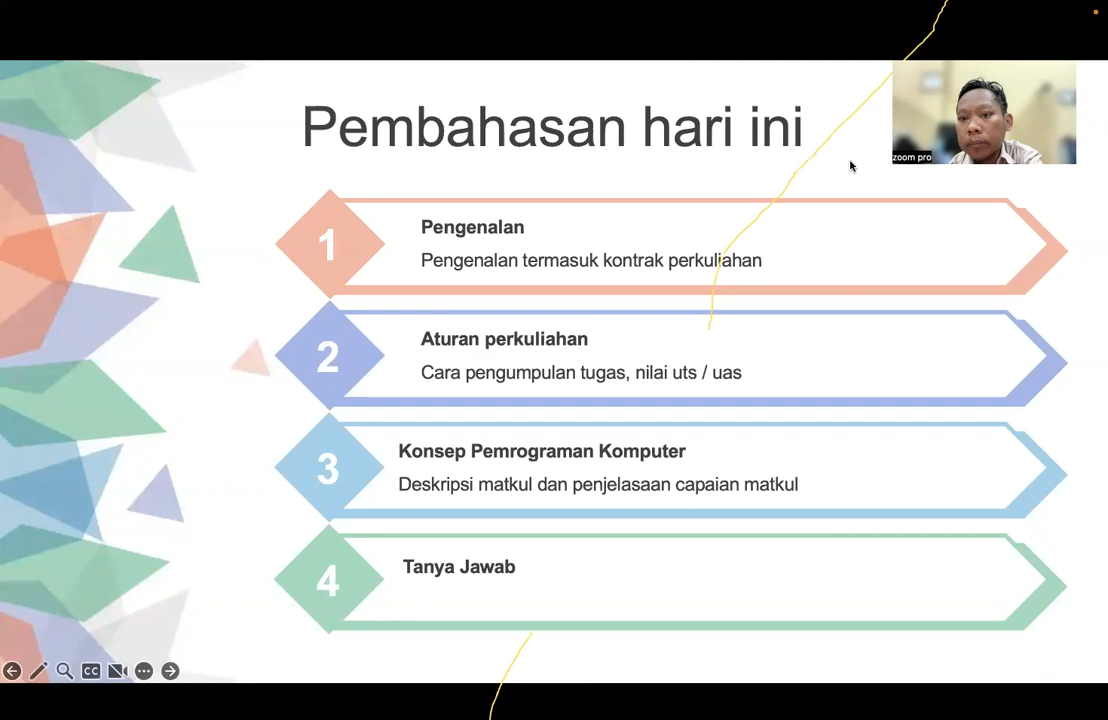 Pembahasan hari ini
zoom pro
1
Pengenalan
Pengenalan termasuk kontrak perkuliahan
2
Aturan perkuliahan
Cara pengumpulan tugas, nilai uts / uas
3
Konsep Pemrograman Komputer
Deskripsi matkul dan penjelasaan capaian matkul
4
Tanya Jawab
CC